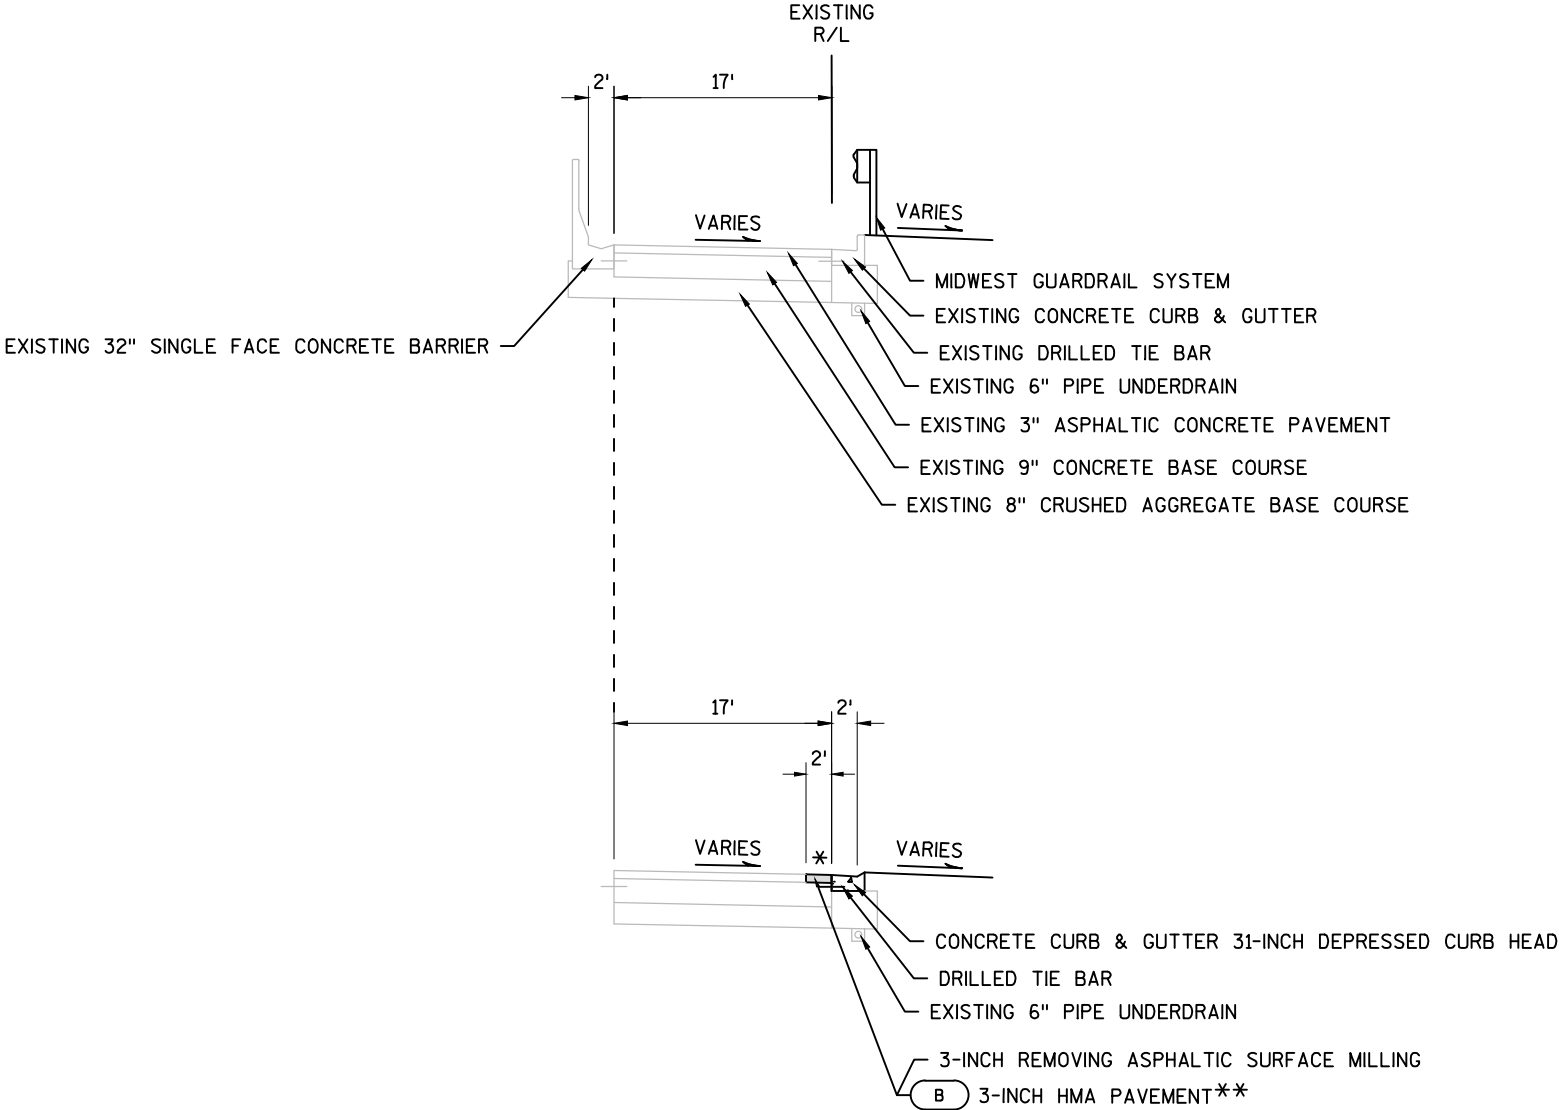 EXISTING
R/L
2'
17'
VARIES
VARIES
MIDWEST GUARDRAIL SYSTEM
EXISTING CONCRETE CURB & GUTTER
EXISTING 32" SINGLE FACE CONCRETE BARRIER
EXISTING DRILLED TIE BAR
EXISTING 6" PIPE UNDERDRAIN
EXISTING 3" ASPHALTIC CONCRETE PAVEMENT
EXISTING 9" CONCRETE BASE COURSE
EXISTING 8" CRUSHED AGGREGATE BASE COURSE
17'
2'
2'
VARIES
*
VARIES
CONCRETE CURB & GUTTER 31-INCH DEPRESSED CURB HEAD
DRILLED TIE BAR
EXISTING 6" PIPE UNDERDRAIN
3-INCH REMOVING ASPHALTIC SURFACE MILLING
B 3-INCH HMA PAVEMENT**